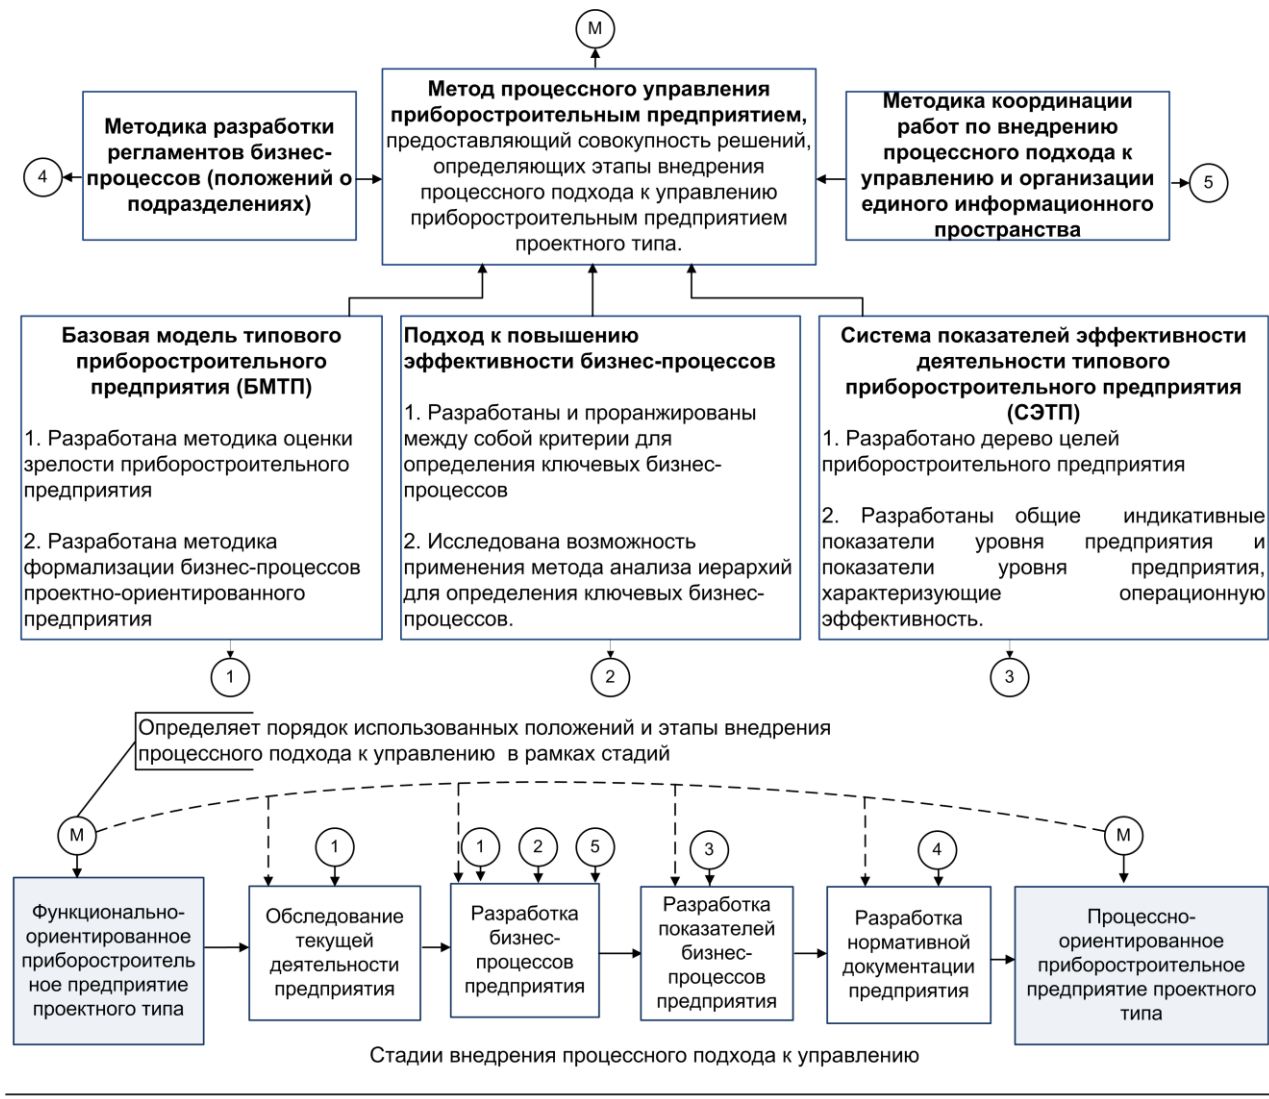 М
Метод процессного управления
приборостроительным предприятием,
предоставляющий совокупность решений,
определяющих этапы внедрения
процессного подхода к управлению
приборостроительным предприятием
проектного типа.
Методика разработки
регламентов бизнес-
процессов (положений о
подразделениях)
4
Методика координации
работ по внедрению
процессного подхода к
управлению и организации
единого информационного
пространства
5
Базовая модель типового
приборостроительного
предприятия (БМТП)
1. Разработана методика оценки
зрелости приборостроительного
предприятия
2. Разработана методика
формализации бизнес-процессов
проектно-ориентированного
предприятия
1
Подход к повышению
эффективности бизнес-процессов
1. Разработаны и проранжированы
между собой критерии для
определения ключевых бизнес-
процессов
2. Исследована возможность
применения метода анализа иерархий
для определения ключевых бизнес-
процессов.
2
Система показателей эффективности
деятельности типового
приборостроительного предприятия
(СЭТП)
1. Разработано дерево целей
приборостроительного предприятия
2. Разработаны общие индикативные
показатели уровня предприятия и
показатели уровня предприятия,
характеризующие операционную
эффективность.
3
Определяет порядок использованных положений и этапы внедрения
процессного подхода к управлению в рамках стадий
М
1
1
2
5
3
4
М
Функционально-
ориентированное
приборостроитель
ное предприятие
проектного типа
Обследование
текущей
деятельности
предприятия
Разработка
бизнес-
процессов
предприятия
Разработка
показателей
бизнес-
процессов
предприятия
Разработка
нормативной
документации
предприятия
Процессно-
ориентированное
приборостроительное
предприятие проектного
типа
Стадии внедрения процессного подхода к управлению